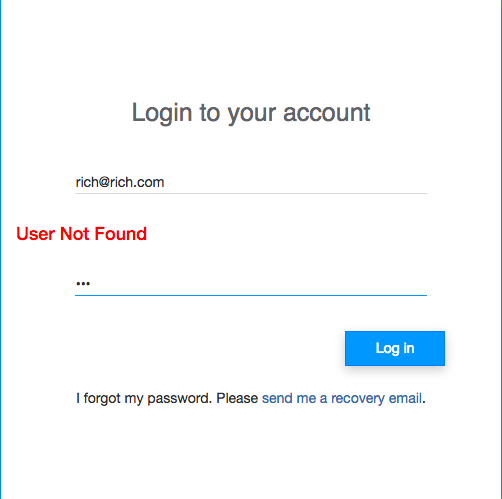 Login to your account
rich@rich.com
User Not Found
•••
Log in
I forgot my password. Please send me a recovery email.